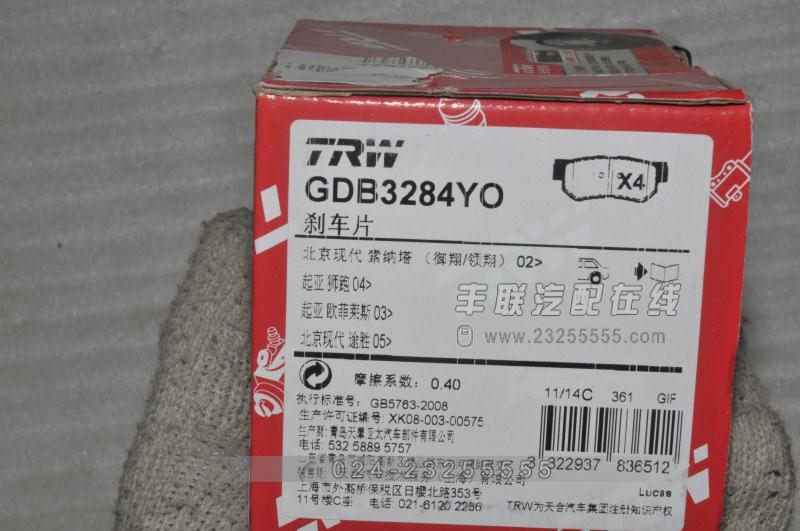 TRW
GDB3284YO
X4
刹车片
北京现代 索纳塔 （御翔/领翔） 02>
起亚 狮跑 04>
起亚 欧菲莱斯 03>
北京现代 途胜 05>
丰联汽配在线
www.23255555.com
摩擦系数: 0.40
11/14C 361 GIF
执行标准号: GB5763-2008
生产许可证编号: XK08-003-00575
生产商: 青岛天摩亚太汽车部件有限公司
电话: 532 5889 5757
024-23255555
3 322937 836512
上海市外高桥保税区日樱北路353号
Lucas
11号楼C座 电话: 021-6120 2266
TRW为天合汽车集团注册知识产权